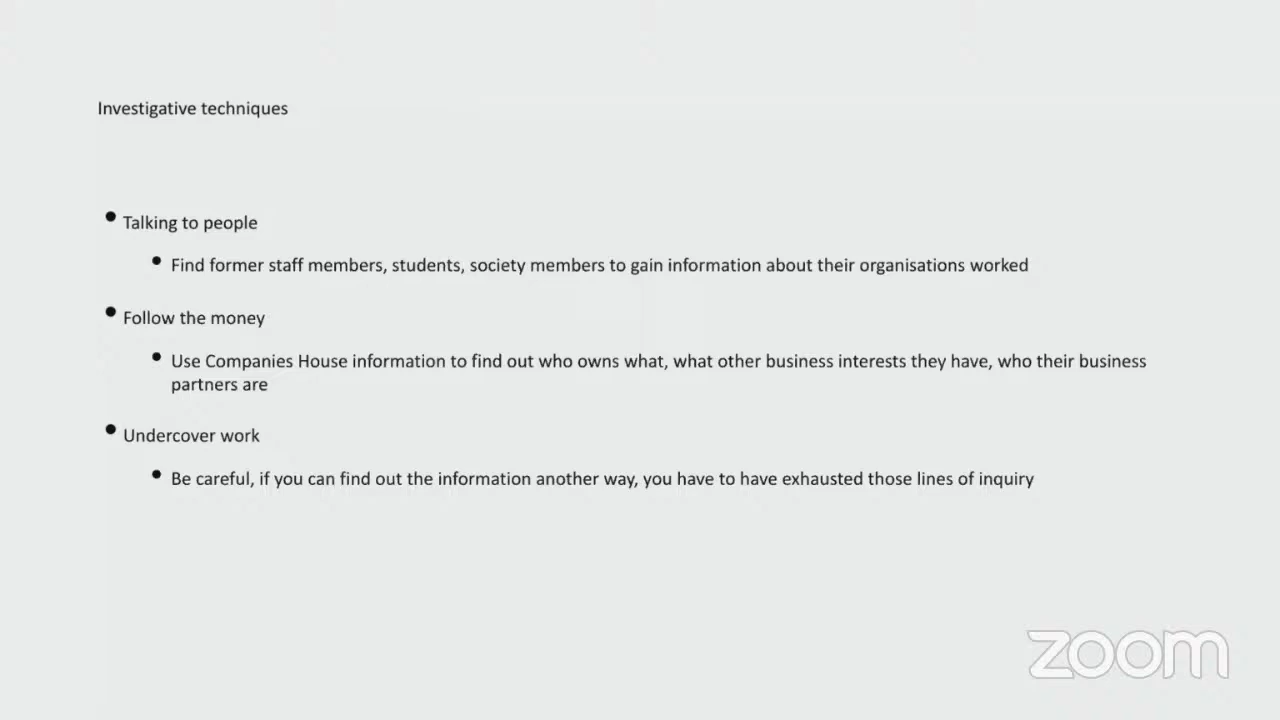 Investigative techniques
Talking to people
Find former staff members, students, society members to gain information about their organisations worked
Follow the money
Use Companies House information to find out who owns what, what other business interests they have, who their business
partners are
Undercover work
Be careful, if you can find out the information another way, you have to have exhausted those lines of inquiry
zoom